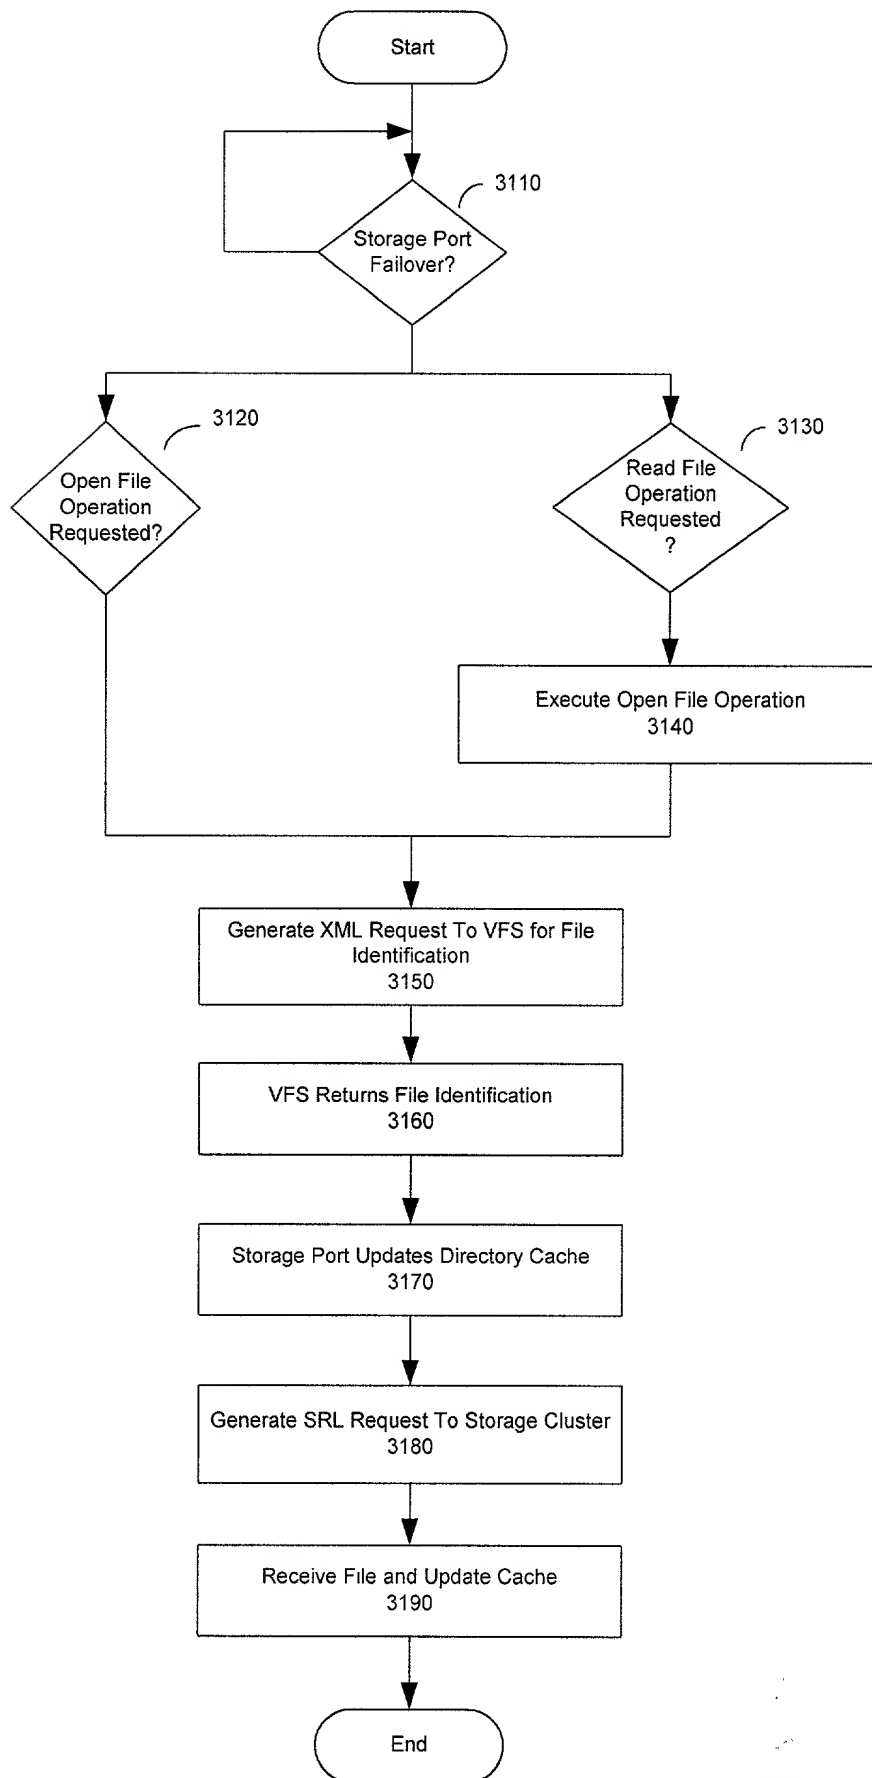 Start
3110
Storage Port
Failover?
3120
Open File
Operation
Requested?
3130
Read File
Operation
Requested
?
Execute Open File Operation
3140
Generate XML Request To VFS for File
Identification
3150
VFS Returns File Identification
3160
Storage Port Updates Directory Cache
3170
Generate SRL Request To Storage Cluster
3180
Receive File and Update Cache
3190
End